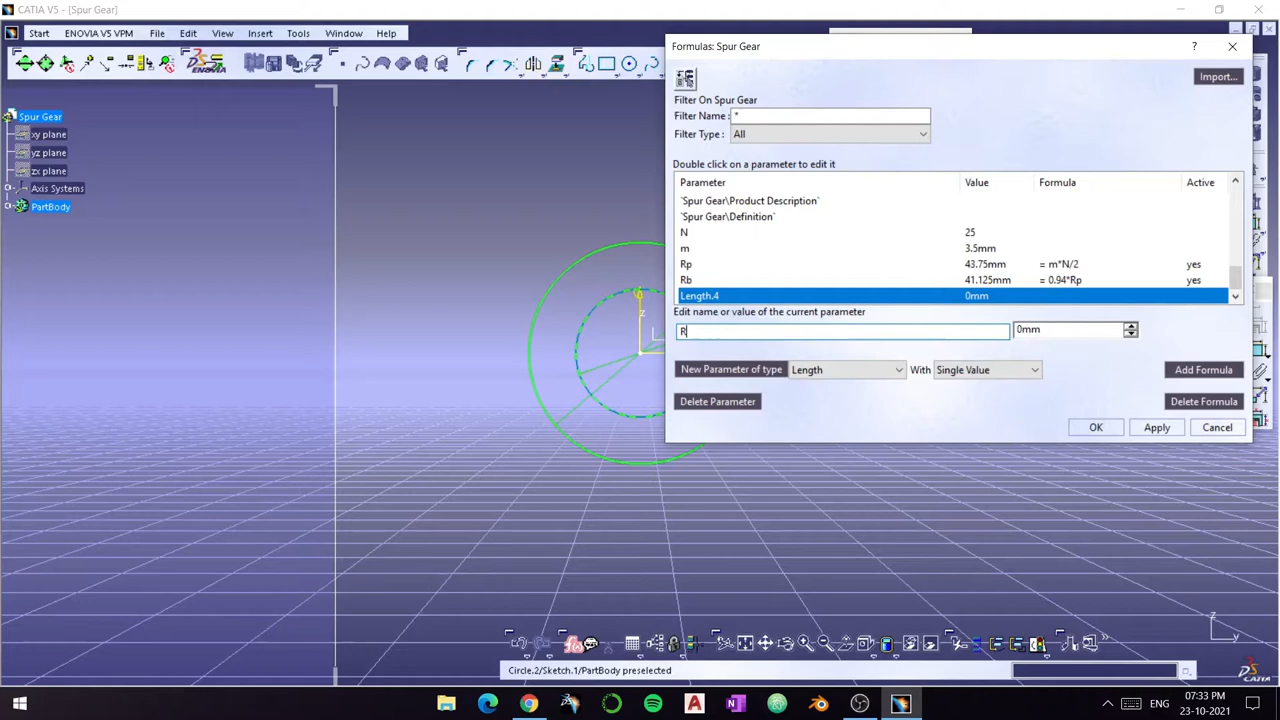 CATIA V5 - [Spur Gear]
Start ENOVIA V5 VPM File Edit View Insert Tools Window Help
ENOVIA
Spur Gear
xy plane
yz plane
zx plane
Axis Systems
PartBody
0
z
Formulas: Spur Gear
?
Import...
Filter On Spur Gear
Filter Name : *
Filter Type : All
Double click on a parameter to edit it
Parameter Value Formula Active
`Spur Gear\Product Description`
`Spur Gear\Definition`
N 25
m 3.5mm
Rp 43.75mm = m*N/2 yes
Rb 41.125mm = 0.94*Rp yes
Length.4 0mm
Edit name or value of the current parameter
R 0mm
New Parameter of type Length With Single Value Add Formula
Delete Parameter Delete Formula
OK Apply Cancel
z
y
Circle.2/Sketch.1/PartBody preselected
ENG
07:33 PM
23-10-2021